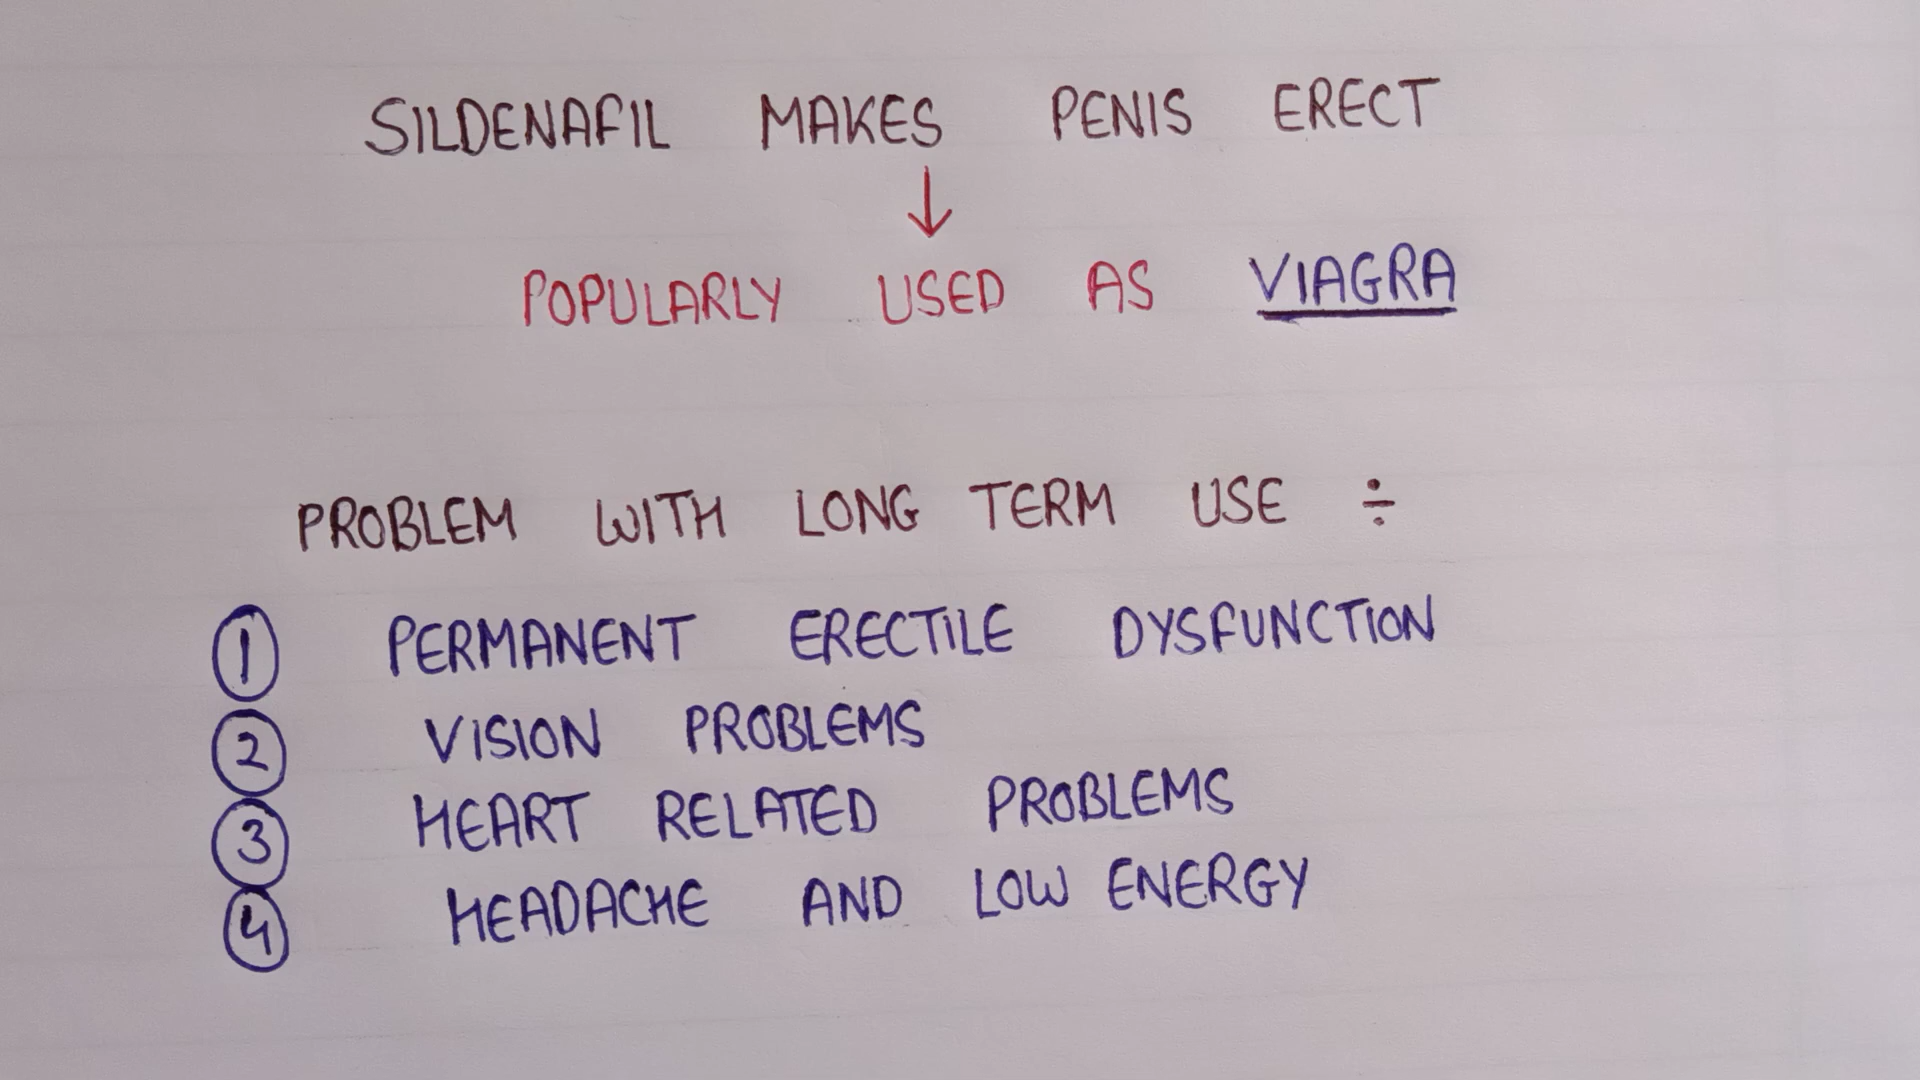 SILDENAFIL MAKES PENIS ERECT
↓
POPULARLY USED AS VIAGRA
PROBLEM WITH LONG TERM USE ÷
1 PERMANENT ERECTILE DYSFUNCTION
2 VISION PROBLEMS
3 HEART RELATED PROBLEMS
4 HEADACHE AND LOW ENERGY